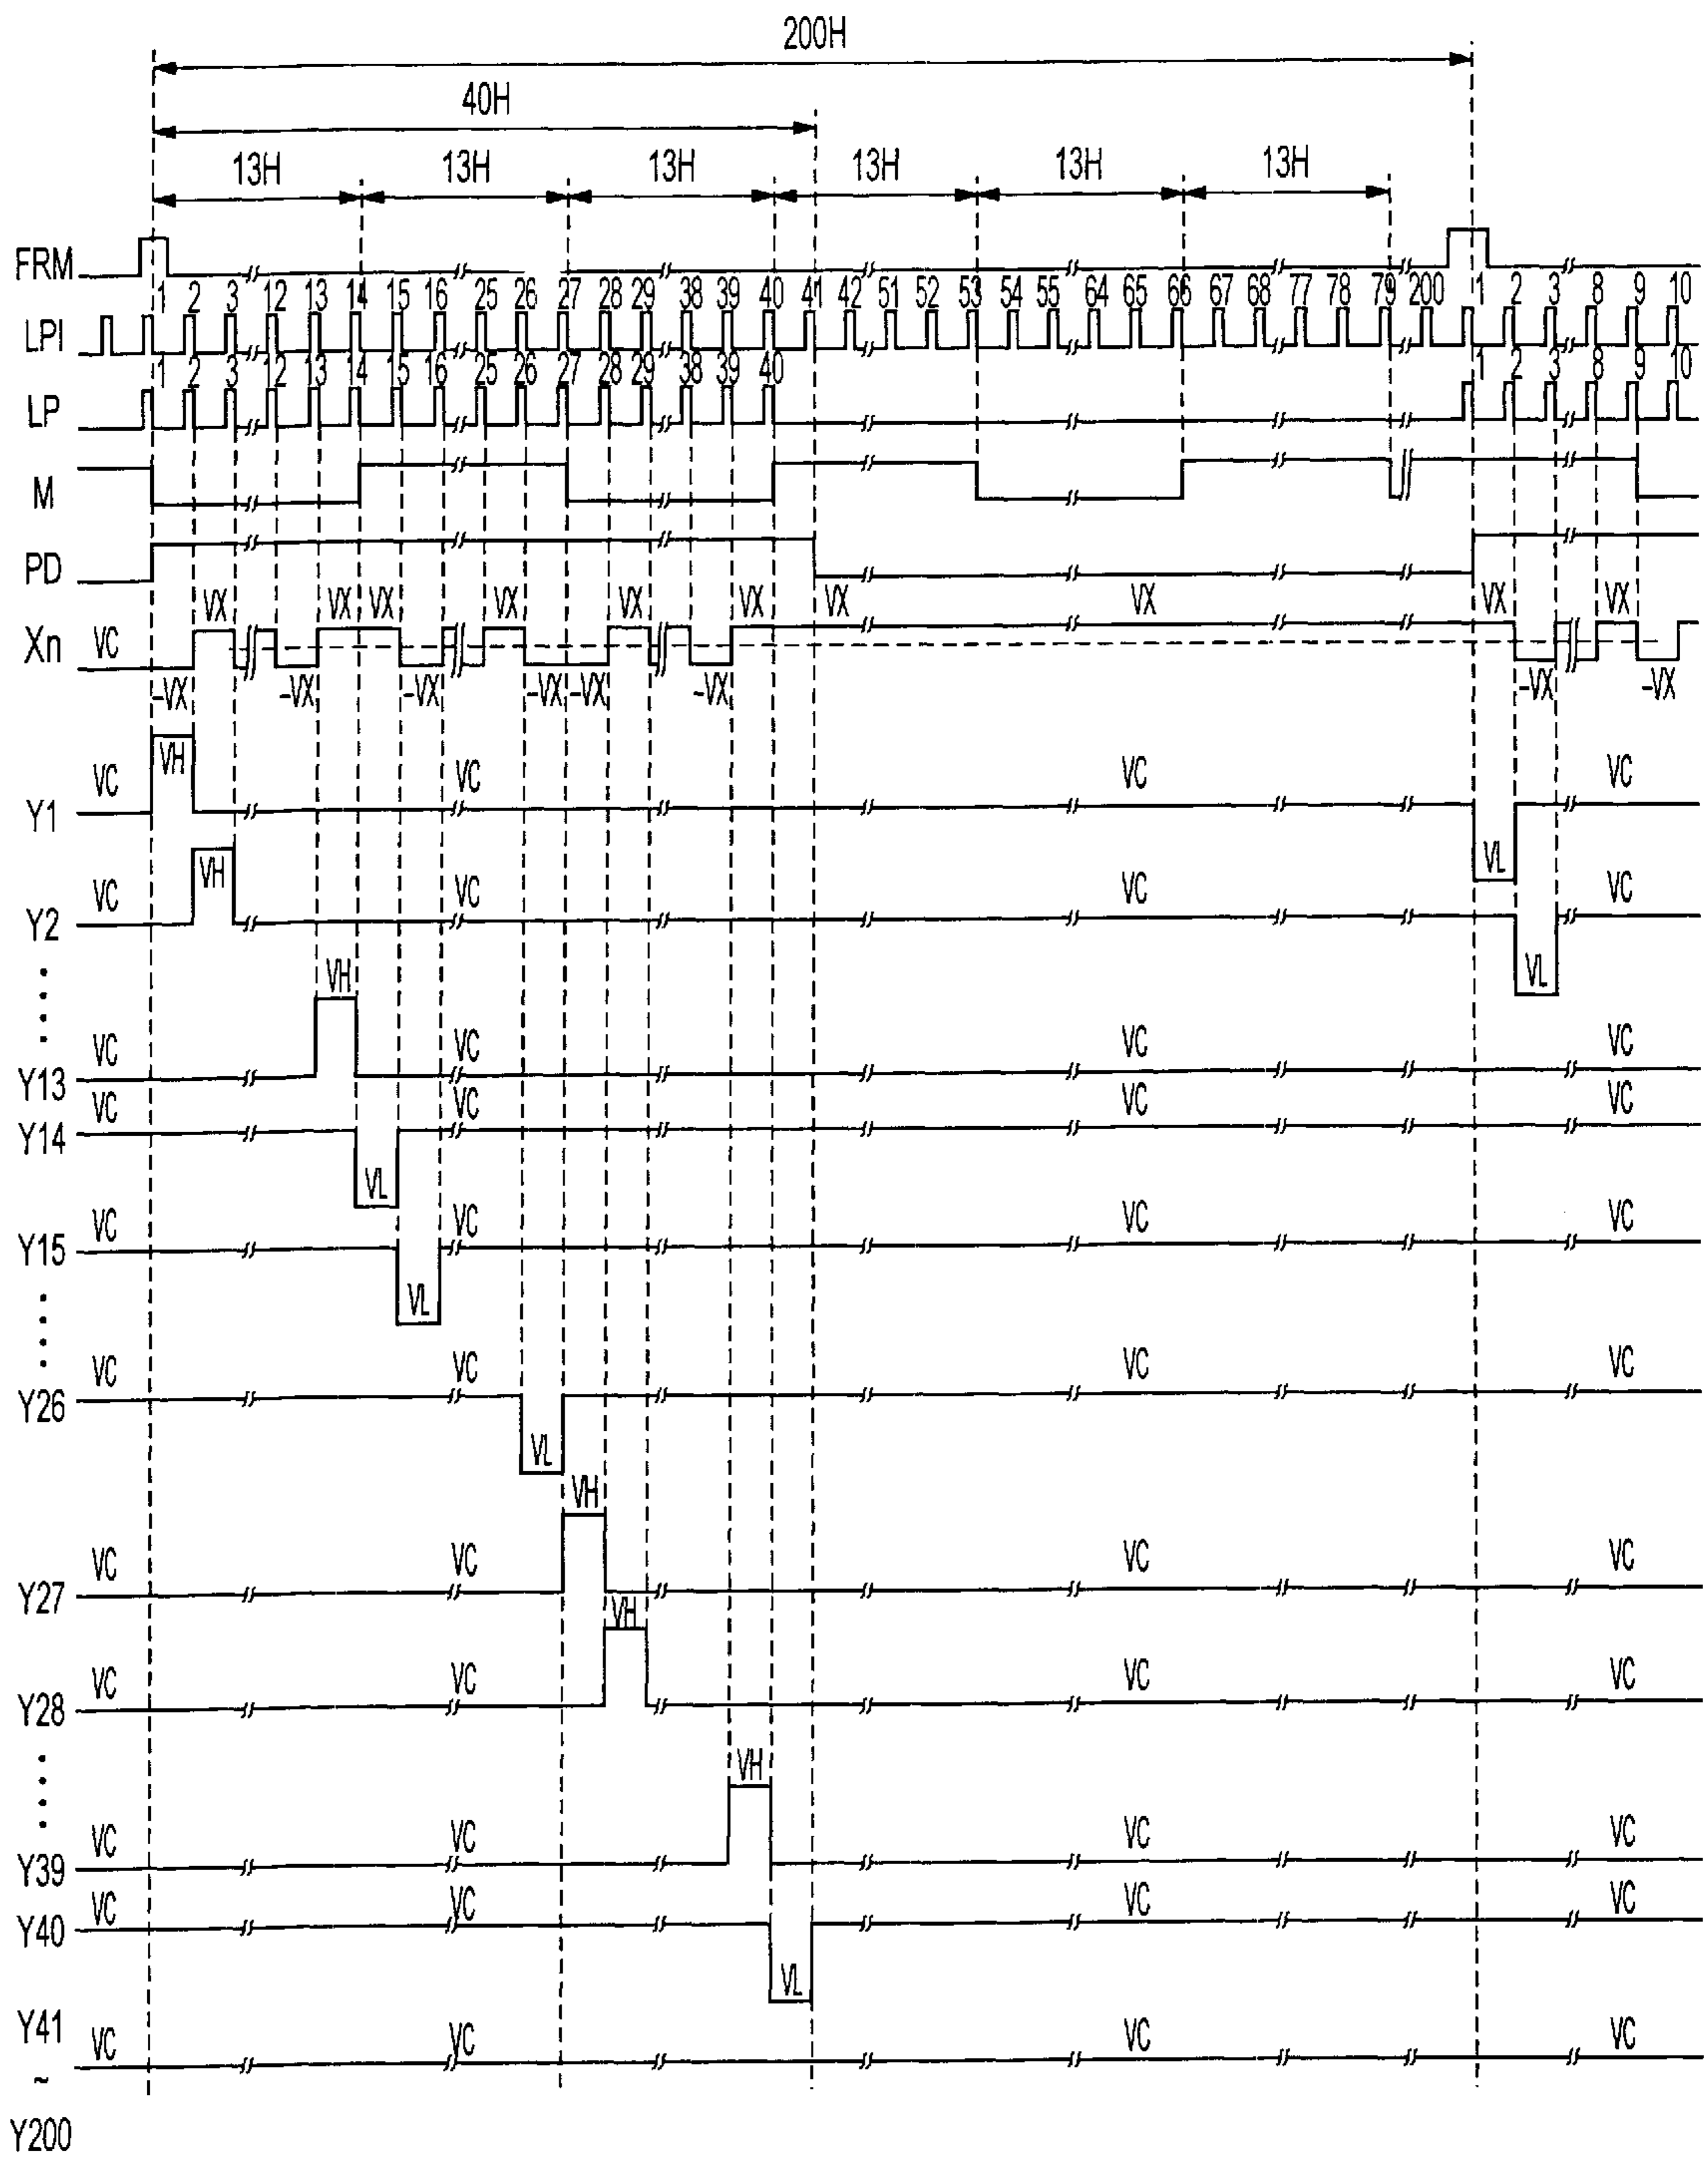 200H
40H
13H 13H 13H 13H 13H 13H
FRM
1 2 3 12 13 14 15 16 25 26 27 28 29 38 39 40 41 42 51 52 53 54 55 64 65 66 67 68 77 78 79 200 1 2 3 8 9 10
LPI
1 2 3 12 13 14 15 16 25 26 27 28 29 38 39 40 1 2 3 8 9 10
LP
M
PD
VX VX VX VX VX VX VX VX VX VX
Xn VC
-VX -VX -VX -VX -VX -VX -VX -VX
VH
VC VC VC VC
Y1
VL
VH
VC VC VC VC
Y2
VL
VH
VC VC VC VC
Y13
VC VC VC VC
Y14
VL
VC VC VC VC
Y15
VL
VC VC VC VC
Y26
VL
VH
VC VC VC VC
Y27
VH
VC VC VC VC
Y28
VH
VC VC VC VC
Y39
VC VC VC VC
Y40
VL
Y41
VC VC VC VC
~
Y200